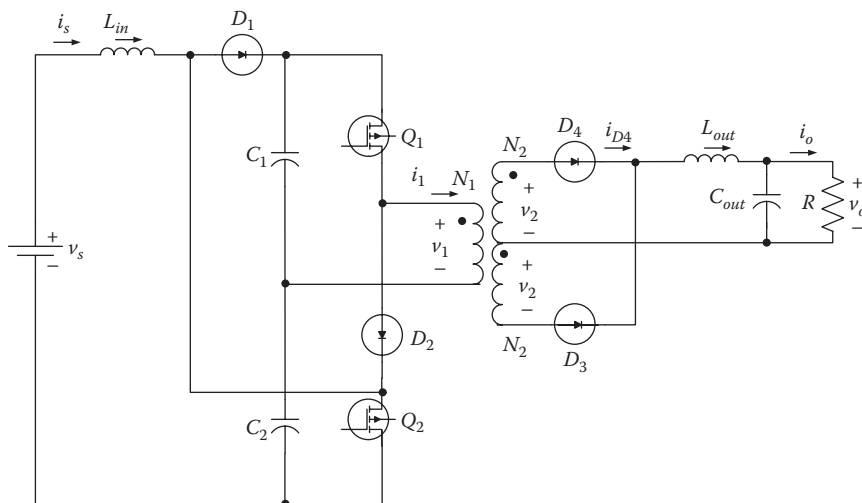 i_s
L_in
D_1
Q_1
C_1
i_1
N_1
N_2
D_4
i_D4
L_out
i_o
+
v_1
−
+
v_2
−
C_out
R
+
v_o
−
+
v_s
−
+
v_2
−
N_2
D_3
D_2
C_2
Q_2